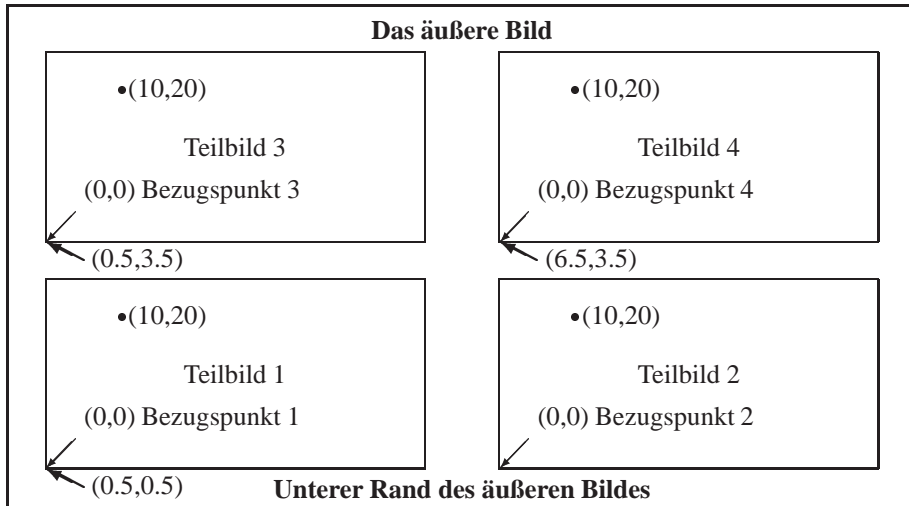 Das äußere Bild
(10,20)
(10,20)
Teilbild 3
Teilbild 4
(0,0) Bezugspunkt 3
(0,0) Bezugspunkt 4
(0.5,3.5)
(6.5,3.5)
(10,20)
(10,20)
Teilbild 1
Teilbild 2
(0,0) Bezugspunkt 1
(0,0) Bezugspunkt 2
(0.5,0.5)
Unterer Rand des äußeren Bildes